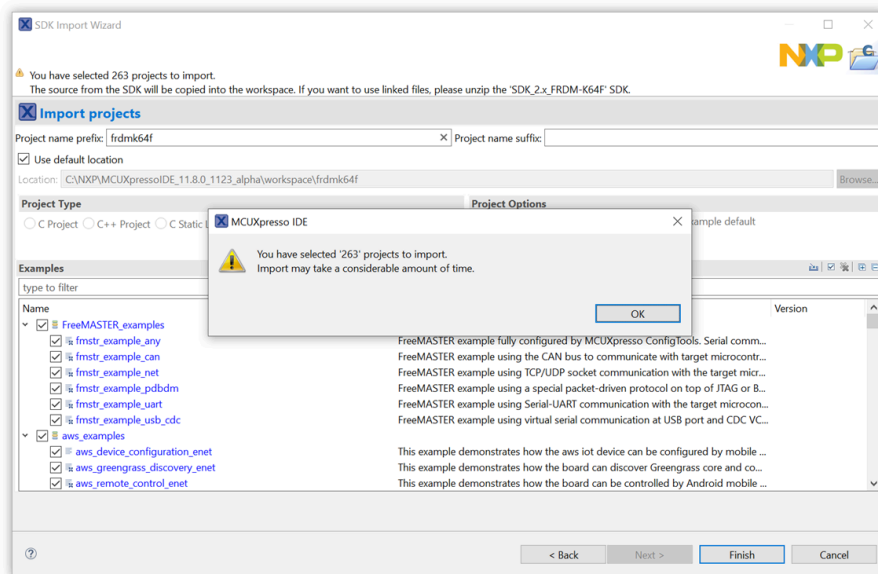 SDK Import Wizard
NXP
You have selected 263 projects to import.
The source from the SDK will be copied into the workspace. If you want to use linked files, please unzip the 'SDK_2.x_FRDM-K64F' SDK.
Import projects
Project name prefix: frdmk64f Project name suffix:
Use default location
Location: C:\NXP\MCUXpressoIDE_11.8.0_1123_alpha\workspace\frdmk64f Browse...
Project Type Project Options
C Project C++ Project C Static
example default
MCUXpresso IDE
You have selected '263' projects to import.
Import may take a considerable amount of time.
OK
Examples
type to filter
Name Version
FreeMASTER_examples
fmstr_example_any FreeMASTER example fully configured by MCUXpresso ConfigTools. Serial comm...
fmstr_example_can FreeMASTER example using the CAN bus to communicate with target microcontr...
fmstr_example_net FreeMASTER example using TCP/UDP socket communication with the target micr...
fmstr_example_pdbdm FreeMASTER example using a special packet-driven protocol on top of JTAG or B...
fmstr_example_uart FreeMASTER example using Serial-UART communication with the target microcon...
fmstr_example_usb_cdc FreeMASTER example using virtual serial communication at USB port and CDC VC...
aws_examples
aws_device_configuration_enet This example demonstrates how the aws iot device can be configured by mobile ...
aws_greengrass_discovery_enet This example demonstrates how the board can discover Greengrass core and co...
aws_remote_control_enet This example demonstrates how the board can be controlled by Android mobile ...
< Back Next > Finish Cancel